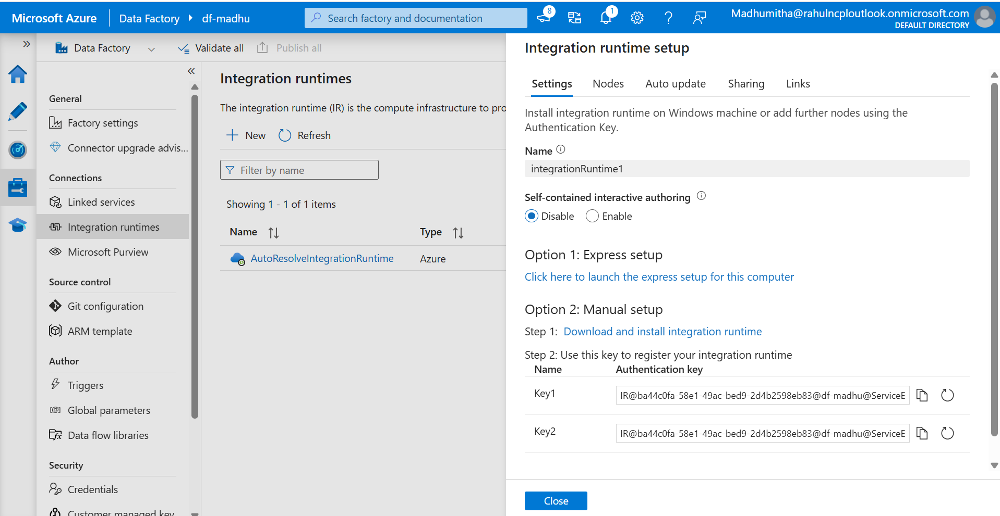 Microsoft Azure
Data Factory
df-madhu
Search factory and documentation
8
1
Madhumitha@rahulncploutlook.onmicrosoft.com
DEFAULT DIRECTORY
Data Factory
Validate all
Publish all
General
Factory settings
Connector upgrade advis...
Connections
Linked services
Integration runtimes
Microsoft Purview
Source control
Git configuration
ARM template
Author
Triggers
Global parameters
Data flow libraries
Security
Credentials
Customer managed key
Integration runtimes
The integration runtime (IR) is the compute infrastructure to pro
New
Refresh
Filter by name
Showing 1 - 1 of 1 items
Name
Type
AutoResolveIntegrationRuntime
Azure
Integration runtime setup
Settings
Nodes
Auto update
Sharing
Links
Install integration runtime on Windows machine or add further nodes using the
Authentication Key.
Name
integrationRuntime1
Self-contained interactive authoring
Disable
Enable
Option 1: Express setup
Click here to launch the express setup for this computer
Option 2: Manual setup
Step 1: Download and install integration runtime
Step 2: Use this key to register your integration runtime
Name
Authentication key
Key1
IR@ba44c0fa-58e1-49ac-bed9-2d4b2598eb83@df-madhu@ServiceE
Key2
IR@ba44c0fa-58e1-49ac-bed9-2d4b2598eb83@df-madhu@ServiceE
Close